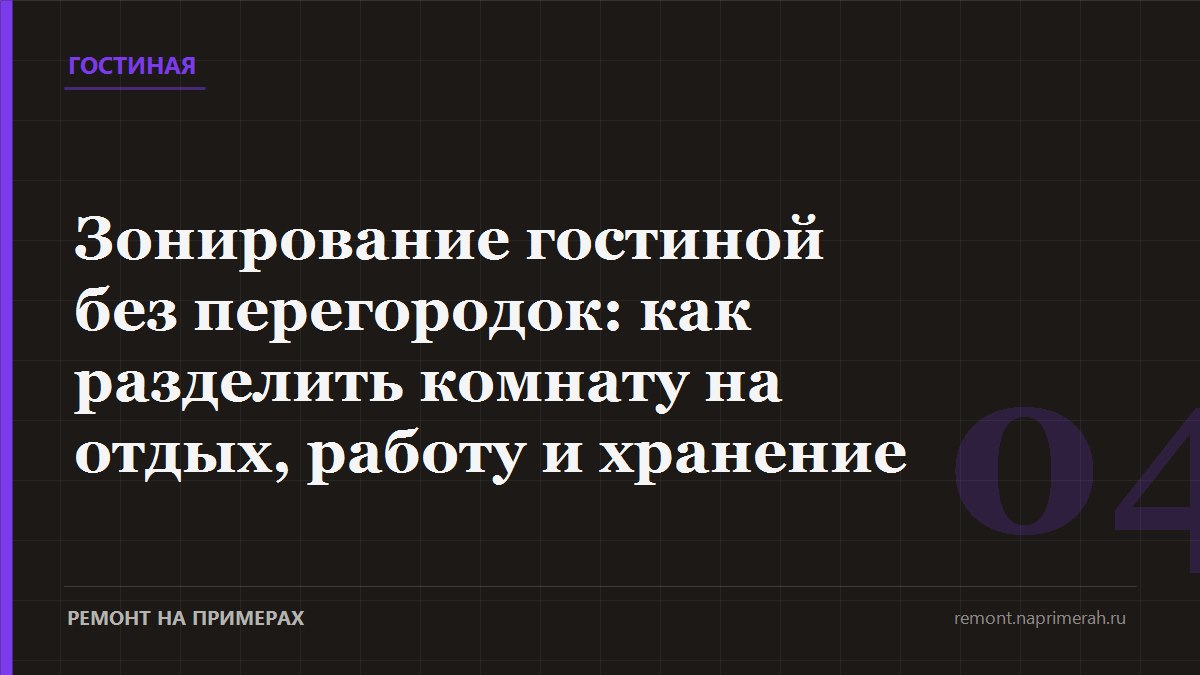 ГОСТИНАЯ
Зонирование гостиной
без перегородок: как
разделить комнату на
отдых, работу и хранение
04
РЕМОНТ НА ПРИМЕРАХ
remont.naprimerah.ru